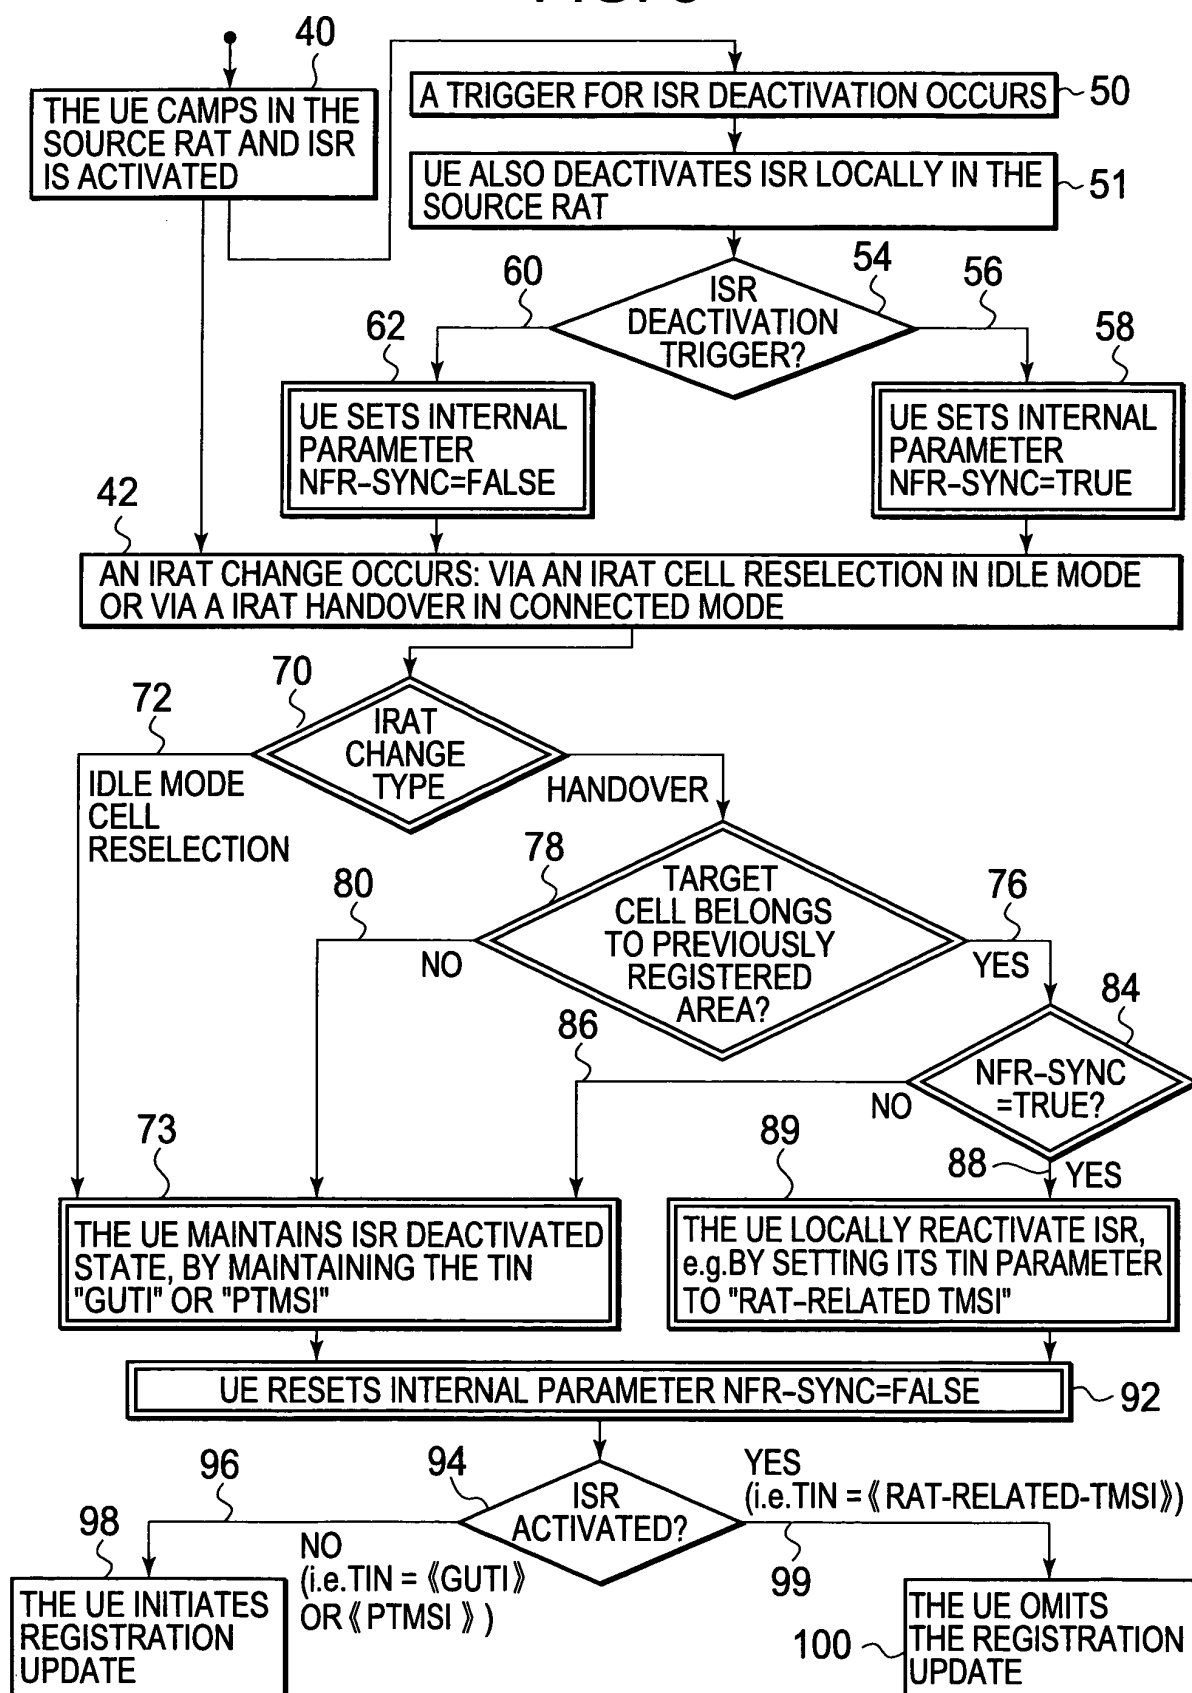 40
THE UE CAMPS IN THE
SOURCE RAT AND ISR
IS ACTIVATED
A TRIGGER FOR ISR DEACTIVATION OCCURS
50
UE ALSO DEACTIVATES ISR LOCALLY IN THE
SOURCE RAT
51
60
54
56
ISR
DEACTIVATION
TRIGGER?
62
58
UE SETS INTERNAL
PARAMETER
NFR-SYNC=FALSE
UE SETS INTERNAL
PARAMETER
NFR-SYNC=TRUE
42
AN IRAT CHANGE OCCURS: VIA AN IRAT CELL RESELECTION IN IDLE MODE
OR VIA A IRAT HANDOVER IN CONNECTED MODE
70
72
IRAT
CHANGE
TYPE
IDLE MODE
CELL
RESELECTION
HANDOVER
78
80
76
TARGET
CELL BELONGS
TO PREVIOUSLY
REGISTERED
AREA?
NO
YES
84
86
NFR-SYNC
=TRUE?
NO
73
89
88
YES
THE UE MAINTAINS ISR DEACTIVATED
STATE, BY MAINTAINING THE TIN
"GUTI" OR "PTMSI"
THE UE LOCALLY REACTIVATE ISR,
e.g.BY SETTING ITS TIN PARAMETER
TO "RAT-RELATED TMSI"
UE RESETS INTERNAL PARAMETER NFR-SYNC=FALSE
92
96
94
ISR
ACTIVATED?
YES
(i.e.TIN =《RAT-RELATED-TMSI》)
98
NO
(i.e.TIN =《GUTI》
OR《PTMSI》)
99
THE UE INITIATES
REGISTRATION
UPDATE
100
THE UE OMITS
THE REGISTRATION
UPDATE